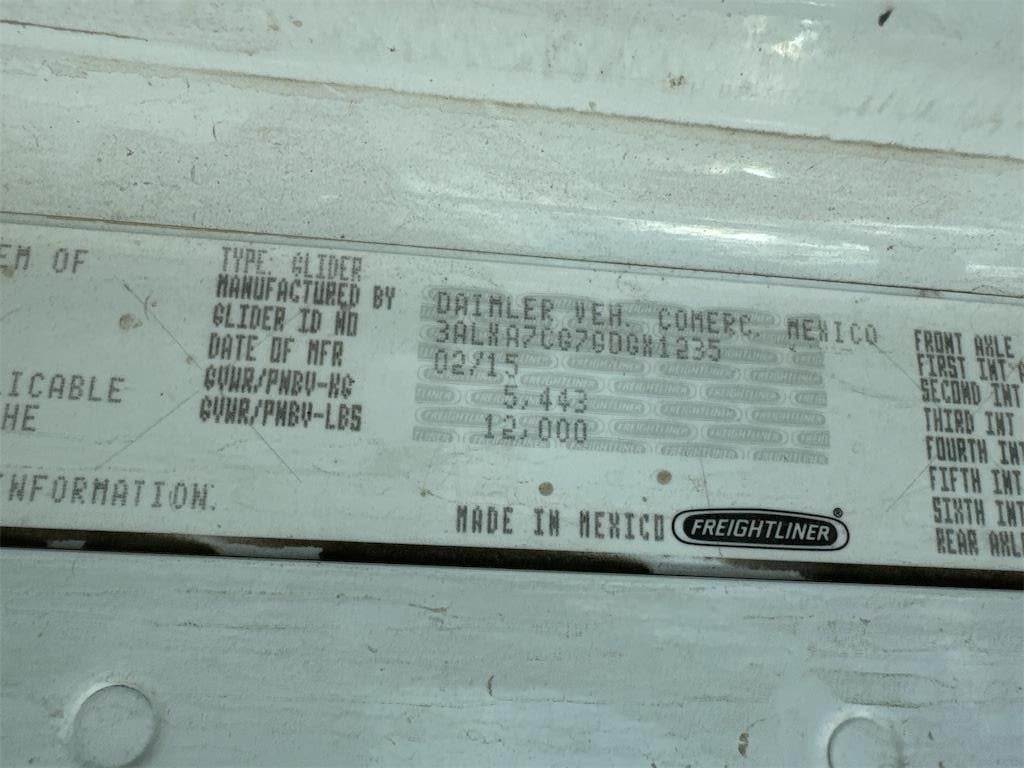 EM OF
LICABLE
HE
NFORMATION.
TYPE: GLIDER
MANUFACTURED BY DAIMLER VEH. COMERC. MEXICO
GLIDER ID NO 3ALXA7CG7GDGX1235
DATE OF MFR 02/15
GVWR/PNBV-KG 5,443
GVWR/PNBV-LBS 12,000
MADE IN MEXICO FREIGHTLINER®
FRONT AXLE
FIRST INT
SECOND INT
THIRD INT
FOURTH INT
FIFTH INT
SIXTH INT
REAR AXLE